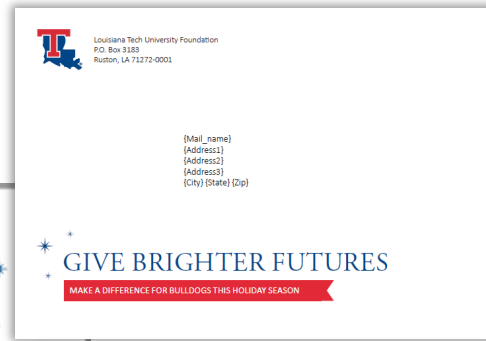 T
Louisiana Tech University Foundation
P.O. Box 3183
Ruston, LA 71272-0001
{Mail_name}
{Address1}
{Address2}
{Address3}
{City} {State} {Zip}
GIVE BRIGHTER FUTURES
MAKE A DIFFERENCE FOR BULLDOGS THIS HOLIDAY SEASON